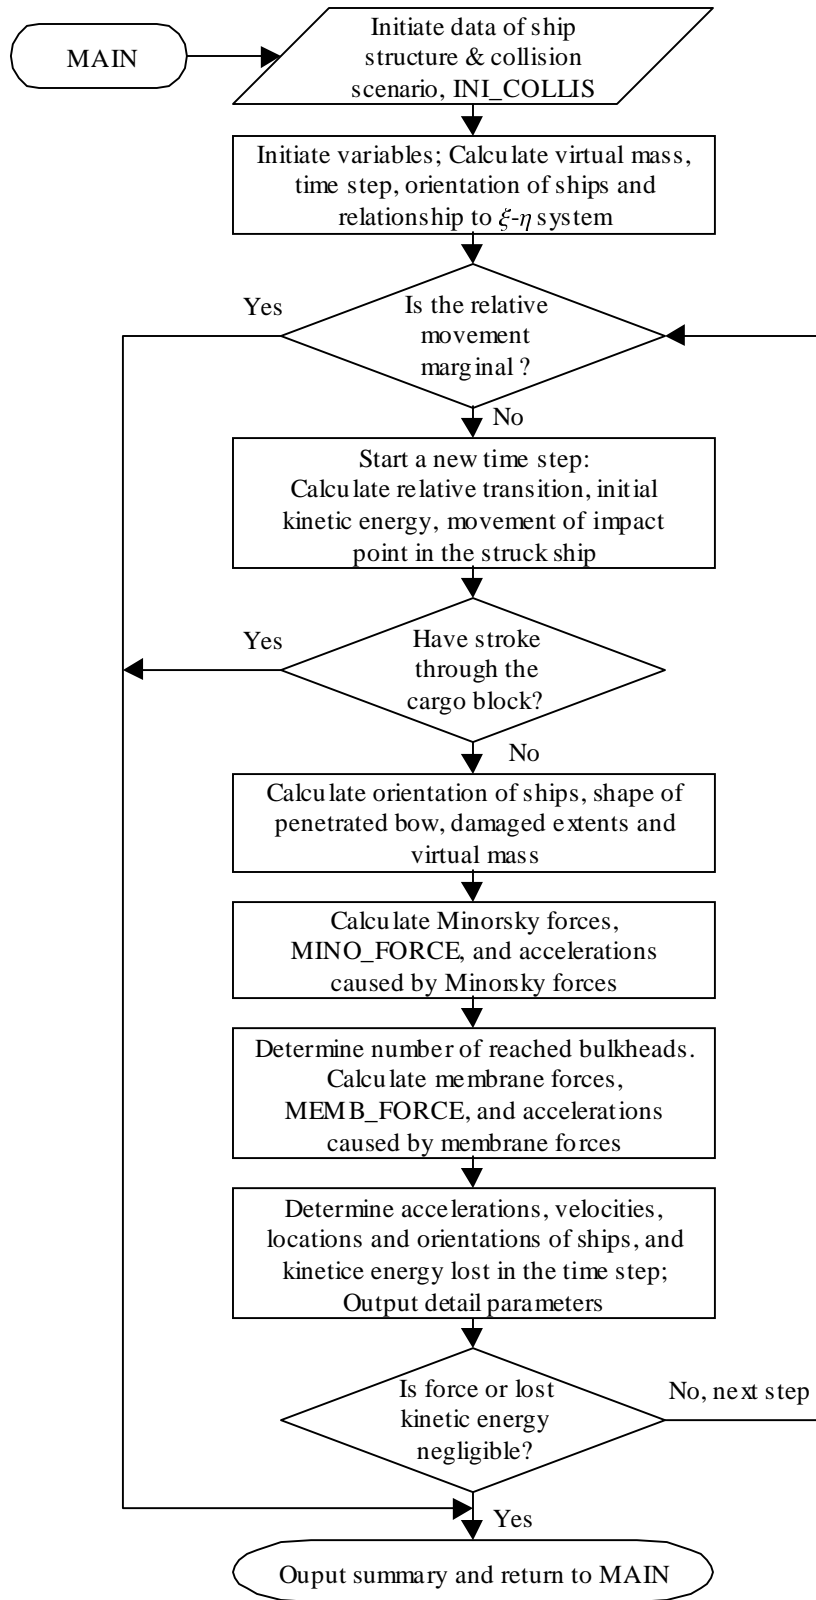 MAIN
Initiate data of ship
structure & collision
scenario, INI_COLLIS
Initiate variables; Calculate virtual mass,
time step, orientation of ships and
relationship to ξ-η system
Yes
Is the relative
movement
marginal ?
No
Start a new time step:
Calculate relative transition, initial
kinetic energy, movement of impact
point in the struck ship
Yes
Have stroke
through the
cargo block?
No
Calculate orientation of ships, shape of
penetrated bow, damaged extents and
virtual mass
Calculate Minorsky forces,
MINO_FORCE, and accelerations
caused by Minorsky forces
Determine number of reached bulkheads.
Calculate membrane forces,
MEMB_FORCE, and accelerations
caused by membrane forces
Determine accelerations, velocities,
locations and orientations of ships, and
kinetice energy lost in the time step;
Output detail parameters
Is force or lost
kinetic energy
negligible?
No, next step
Yes
Ouput summary and return to MAIN